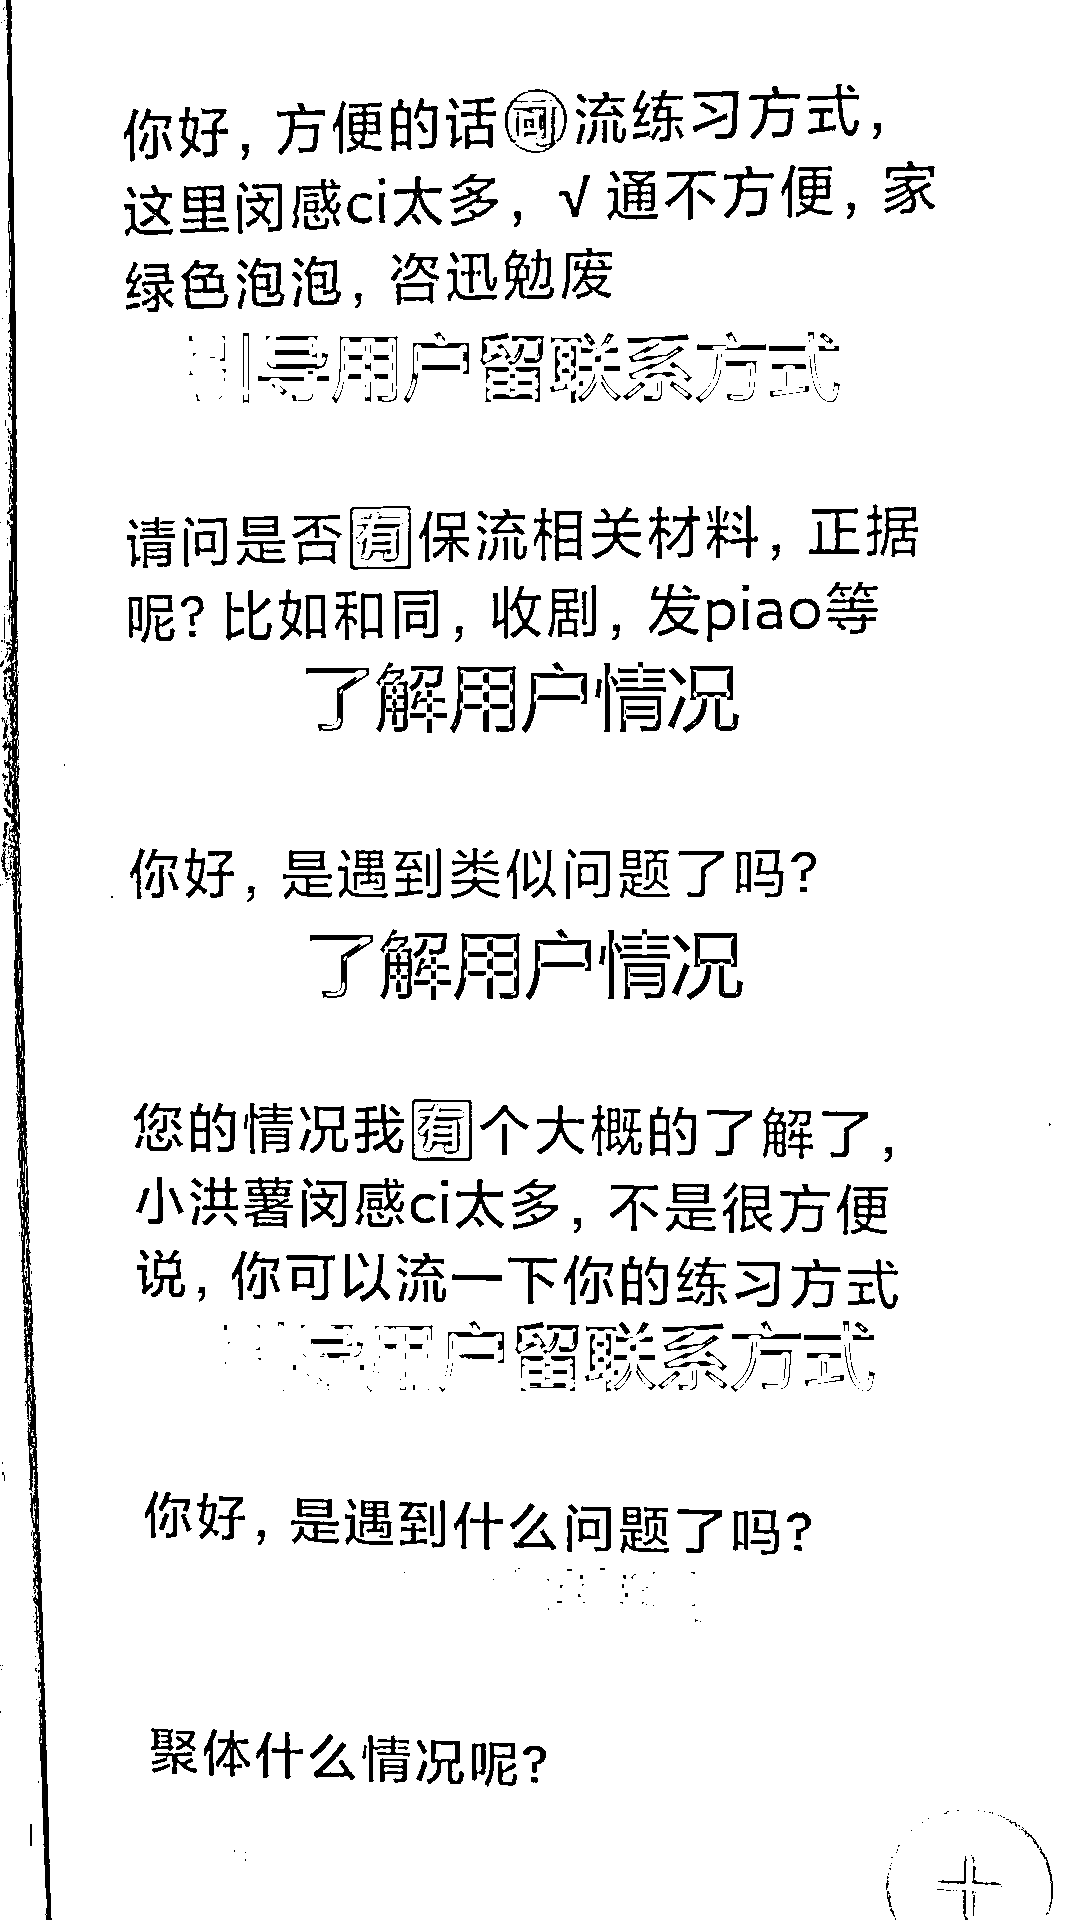 你好，方便的话㊒流练习方式，
这里闵感ci太多，√通不方便，家
绿色泡泡，咨迅勉废
引导用户留联系方式
请问是否🈶保流相关材料，正据
呢？比如和同，收剧，发piao等
了解用户情况
你好，是遇到类似问题了吗？
了解用户情况
您的情况我🈶个大概的了解了，
小洪薯闵感ci太多，不是很方便
说，你可以流一下你的练习方式
引导用户留联系方式
你好，是遇到什么问题了吗？
聚体什么情况呢？